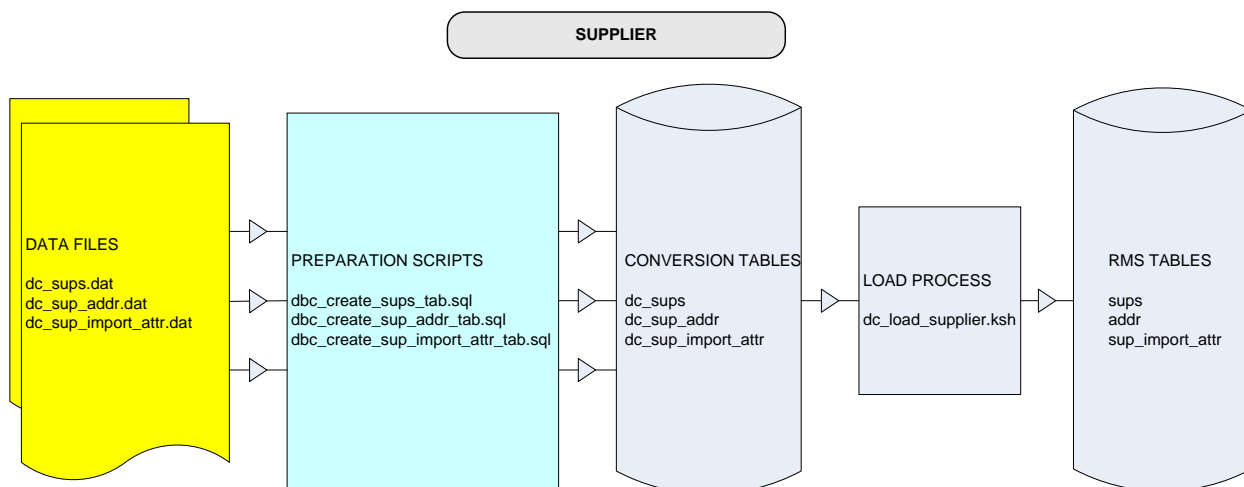 SUPPLIER
DATA FILES
dc_sups.dat
dc_sup_addr.dat
dc_sup_import_attr.dat
PREPARATION SCRIPTS
dbc_create_sups_tab.sql
dbc_create_sup_addr_tab.sql
dbc_create_sup_import_attr_tab.sql
CONVERSION TABLES
dc_sups
dc_sup_addr
dc_sup_import_attr
LOAD PROCESS
dc_load_supplier.ksh
RMS TABLES
sups
addr
sup_import_attr